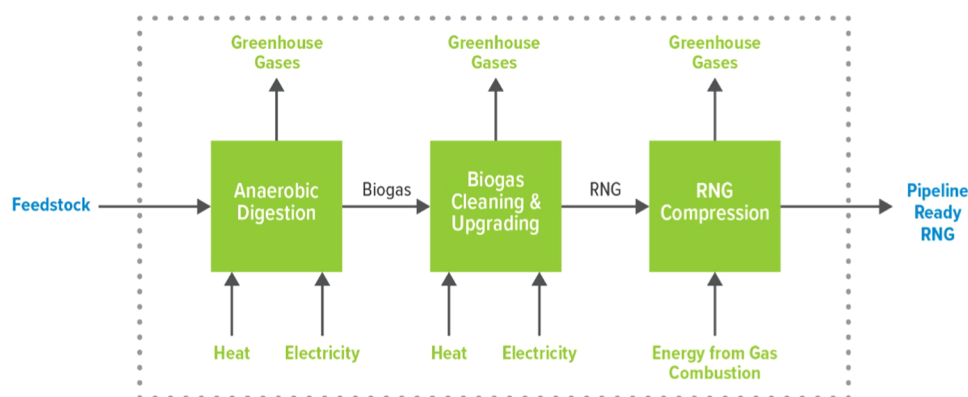 Greenhouse
Gases
Greenhouse
Gases
Greenhouse
Gases
Feedstock
Anaerobic
Digestion
Biogas
Biogas
Cleaning &
Upgrading
RNG
RNG
Compression
Pipeline
Ready
RNG
Heat
Electricity
Heat
Electricity
Energy from Gas
Combustion